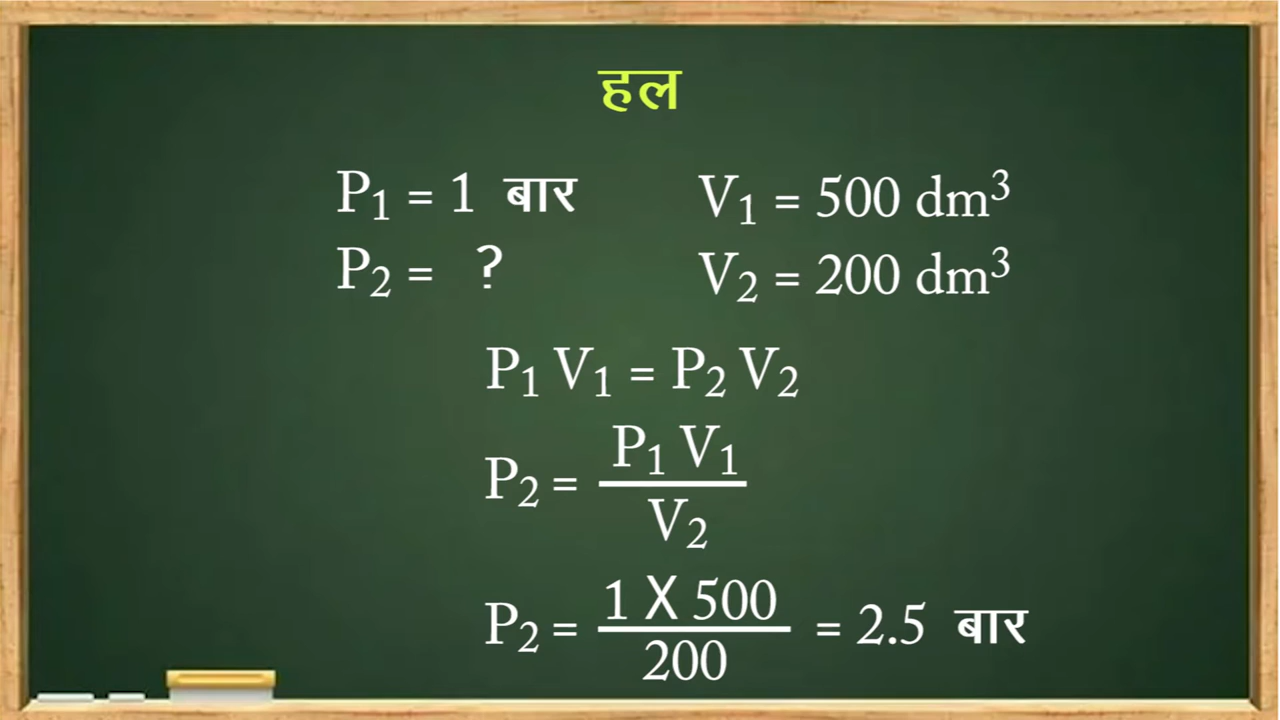 हल
P₁ = 1 बार V₁ = 500 dm³
P₂ = ? V₂ = 200 dm³
P₁ V₁ = P₂ V₂
P₂ = P₁ V₁ / V₂
P₂ = 1 X 500 / 200 = 2.5 बार